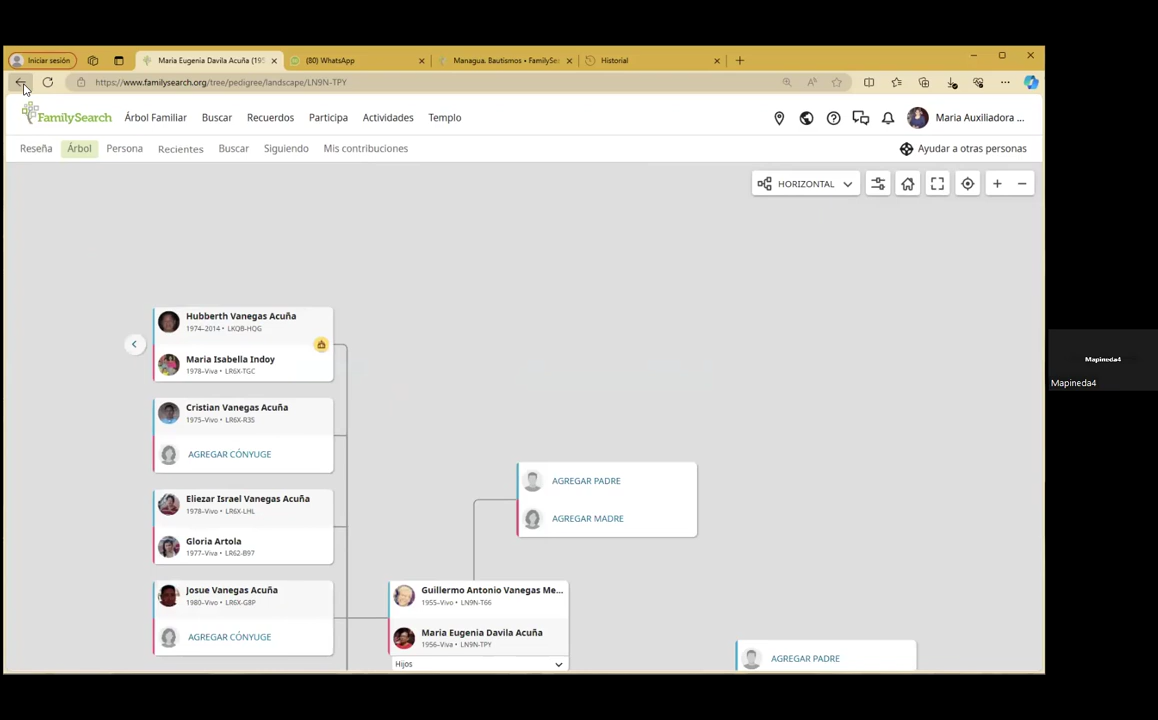 Iniciar sesión
Maria Eugenia Davila Acuña (195
(80) WhatsApp
Managua, Bautismos • FamilySe
Historial
https://www.familysearch.org/tree/pedigree/landscape/LN9N-TPY
FamilySearch
Árbol Familiar
Buscar
Recuerdos
Participa
Actividades
Templo
Maria Auxiliadora ...
Reseña
Árbol
Persona
Recientes
Buscar
Siguiendo
Mis contribuciones
Ayudar a otras personas
HORIZONTAL
Hubberth Vanegas Acuña
1974–2014 • LKQB-HQG
Maria Isabella Indoy
1978–Viva • LR6X-TGC
Cristian Vanegas Acuña
1975–Vivo • LR6X-R3S
AGREGAR CÓNYUGE
Eliezar Israel Vanegas Acuña
1978–Vivo • LR6X-LHL
Gloria Artola
1977–Viva • LR62-B97
Josue Vanegas Acuña
1980–Vivo • LR6X-G8P
AGREGAR CÓNYUGE
AGREGAR PADRE
AGREGAR MADRE
Guillermo Antonio Vanegas Me...
1955–Vivo • LN9N-T66
Maria Eugenia Davila Acuña
1956–Viva • LN9N-TPY
Hijos
AGREGAR PADRE
Mapineda4
Mapineda4